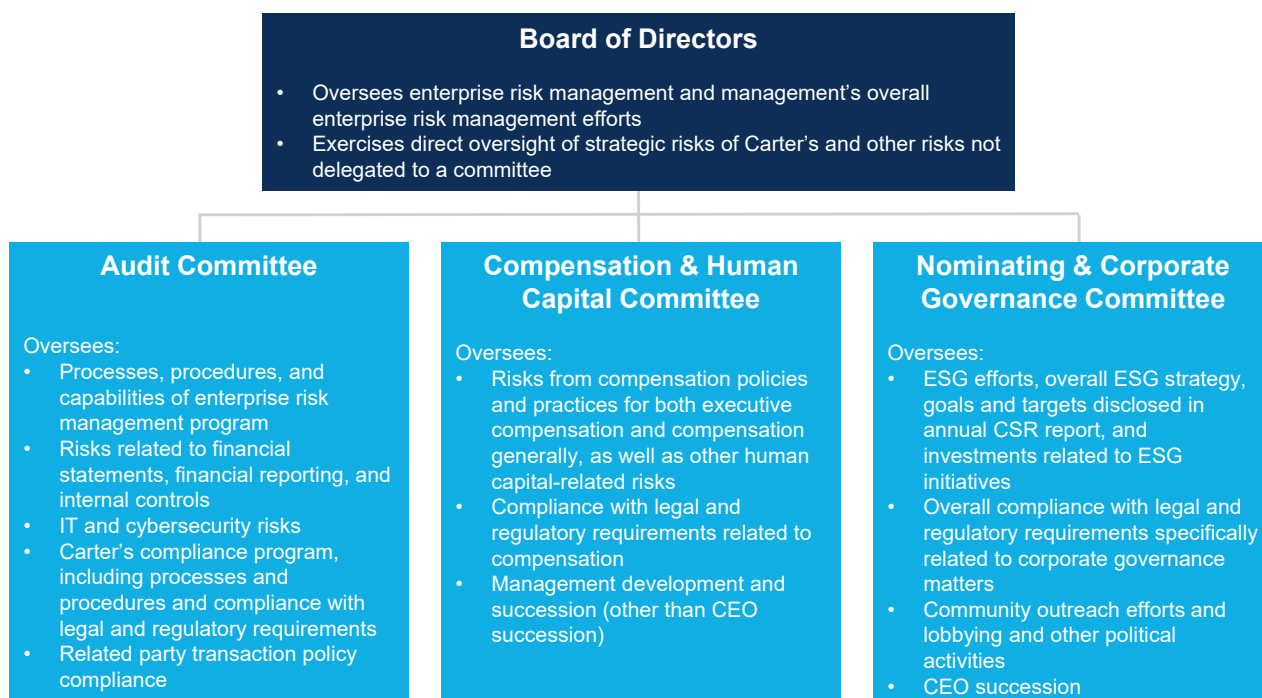 Board of Directors
• Oversees enterprise risk management and management’s overall
enterprise risk management efforts
• Exercises direct oversight of strategic risks of Carter’s and other risks not
delegated to a committee
Audit Committee
Oversees:
• Processes, procedures, and
capabilities of enterprise risk
management program
• Risks related to financial
statements, financial reporting, and
internal controls
• IT and cybersecurity risks
• Carter’s compliance program,
including processes and
procedures and compliance with
legal and regulatory requirements
• Related party transaction policy
compliance
Compensation & Human
Capital Committee
Oversees:
• Risks from compensation policies
and practices for both executive
compensation and compensation
generally, as well as other human
capital-related risks
• Compliance with legal and
regulatory requirements related to
compensation
• Management development and
succession (other than CEO
succession)
Nominating & Corporate
Governance Committee
Oversees:
• ESG efforts, overall ESG strategy,
goals and targets disclosed in
annual CSR report, and
investments related to ESG
initiatives
• Overall compliance with legal and
regulatory requirements specifically
related to corporate governance
matters
• Community outreach efforts and
lobbying and other political
activities
• CEO succession